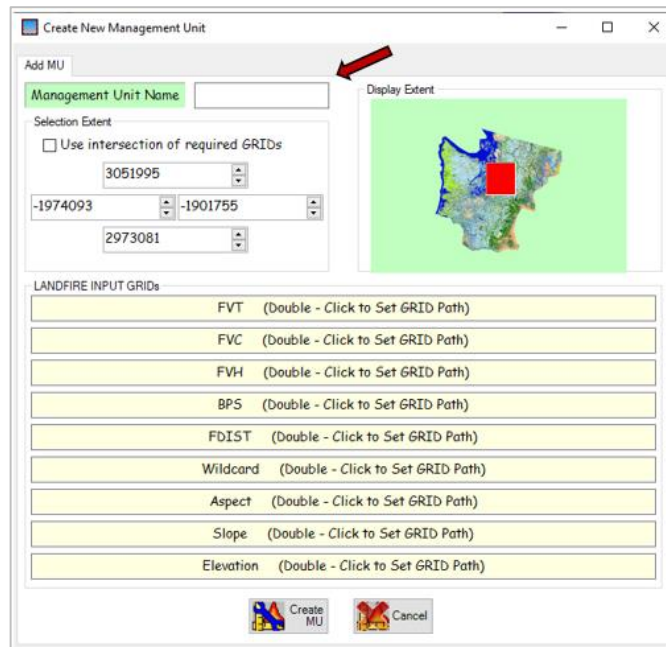 Create New Management Unit
Add MU
Management Unit Name
Display Extent
Selection Extent
Use intersection of required GRIDs
3051995
-1974093 -1901755
2973081
LANDFIRE INPUT GRIDs
FVT (Double - Click to Set GRID Path)
FVC (Double - Click to Set GRID Path)
FVH (Double - Click to Set GRID Path)
BPS (Double - Click to Set GRID Path)
FDIST (Double - Click to Set GRID Path)
Wildcard (Double - Click to Set GRID Path)
Aspect (Double - Click to Set GRID Path)
Slope (Double - Click to Set GRID Path)
Elevation (Double - Click to Set GRID Path)
Create MU Cancel